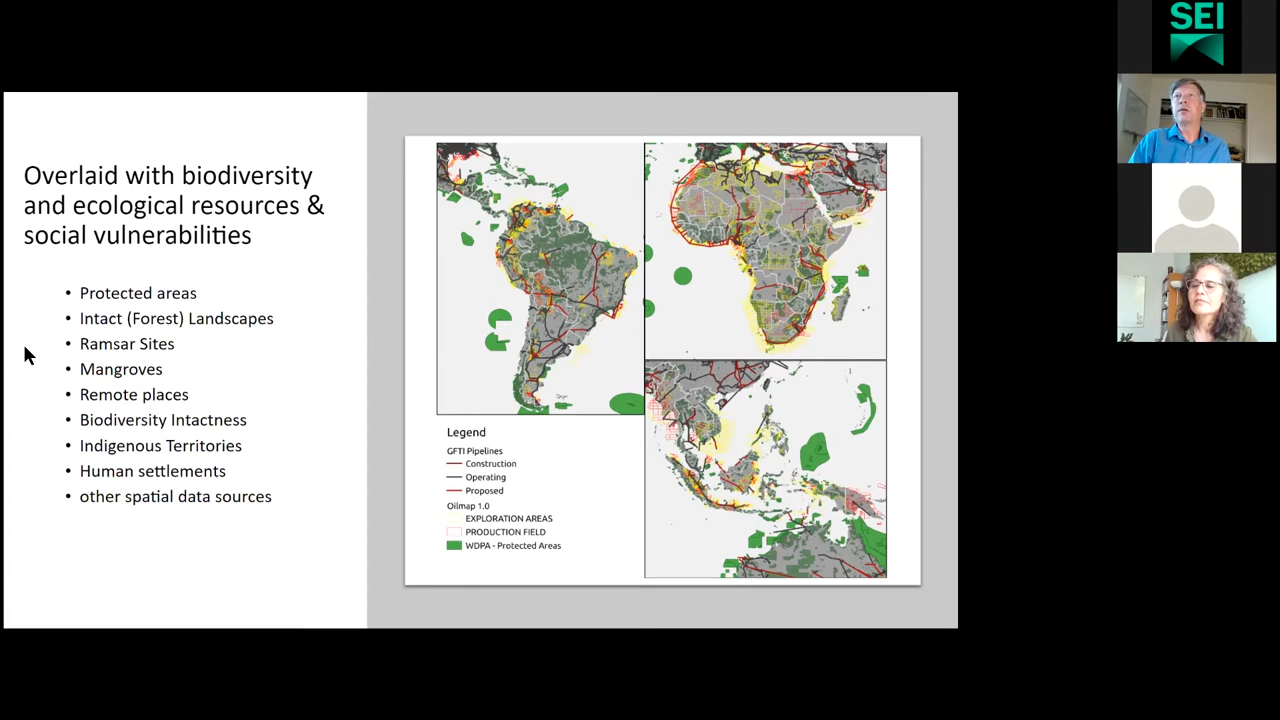 SEI
Overlaid with biodiversity
and ecological resources &
social vulnerabilities
• Protected areas
• Intact (Forest) Landscapes
• Ramsar Sites
• Mangroves
• Remote places
• Biodiversity Intactness
• Indigenous Territories
• Human settlements
• other spatial data sources
Legend
GFTI Pipelines
Construction
Operating
Proposed
Oilmap 1.0
EXPLORATION AREAS
PRODUCTION FIELD
WDPA - Protected Areas